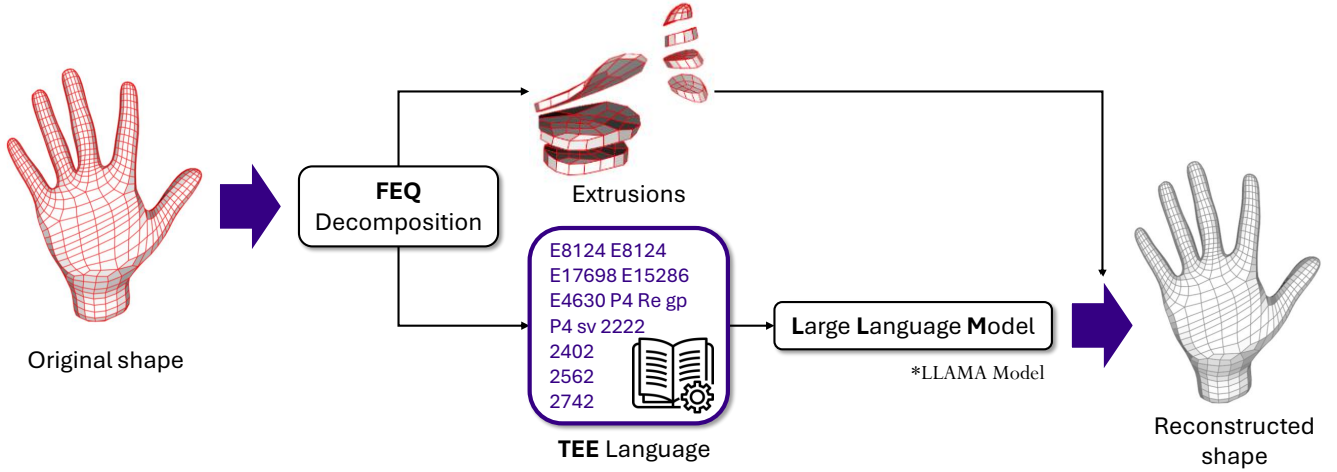 Original shape
FEQ
Decomposition
Extrusions
E8124 E8124
E17698 E15286
E4630 P4 Re gp
P4 sv 2222
2402
2562
2742
TEE Language
Large Language Model
*LLAMA Model
Reconstructed
shape